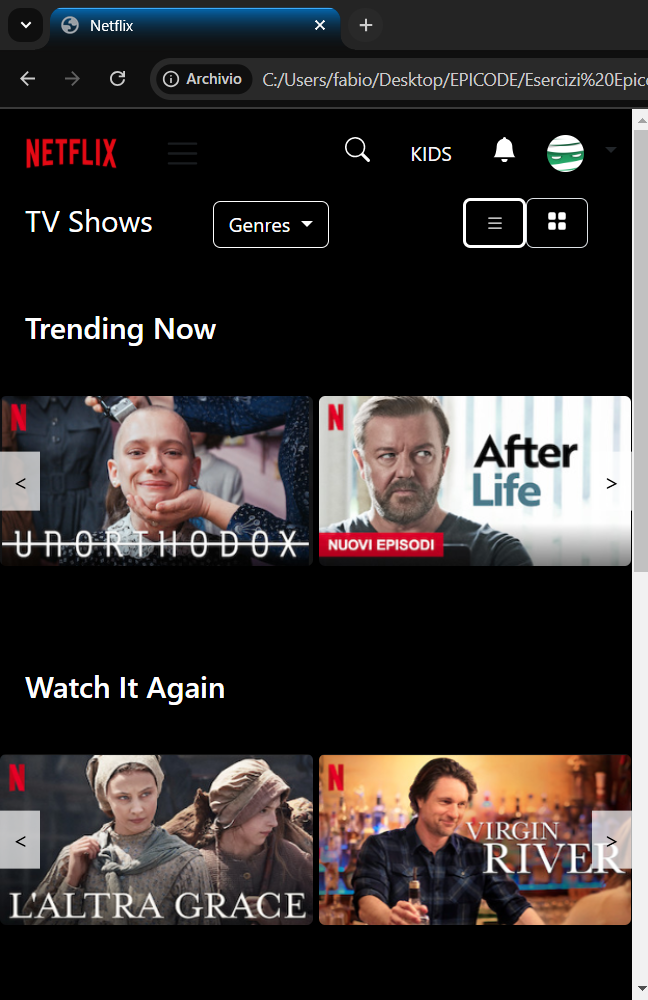 Netflix
Archivio
C:/Users/fabio/Desktop/EPICODE/Esercizi%20Epico
NETFLIX
KIDS
TV Shows
Genres
Trending Now
N
UNORTHODOX
N
After
Life
NUOVI EPISODI
<
>
Watch It Again
N
L'ALTRA GRACE
N
VIRGIN
RIVER
<
>